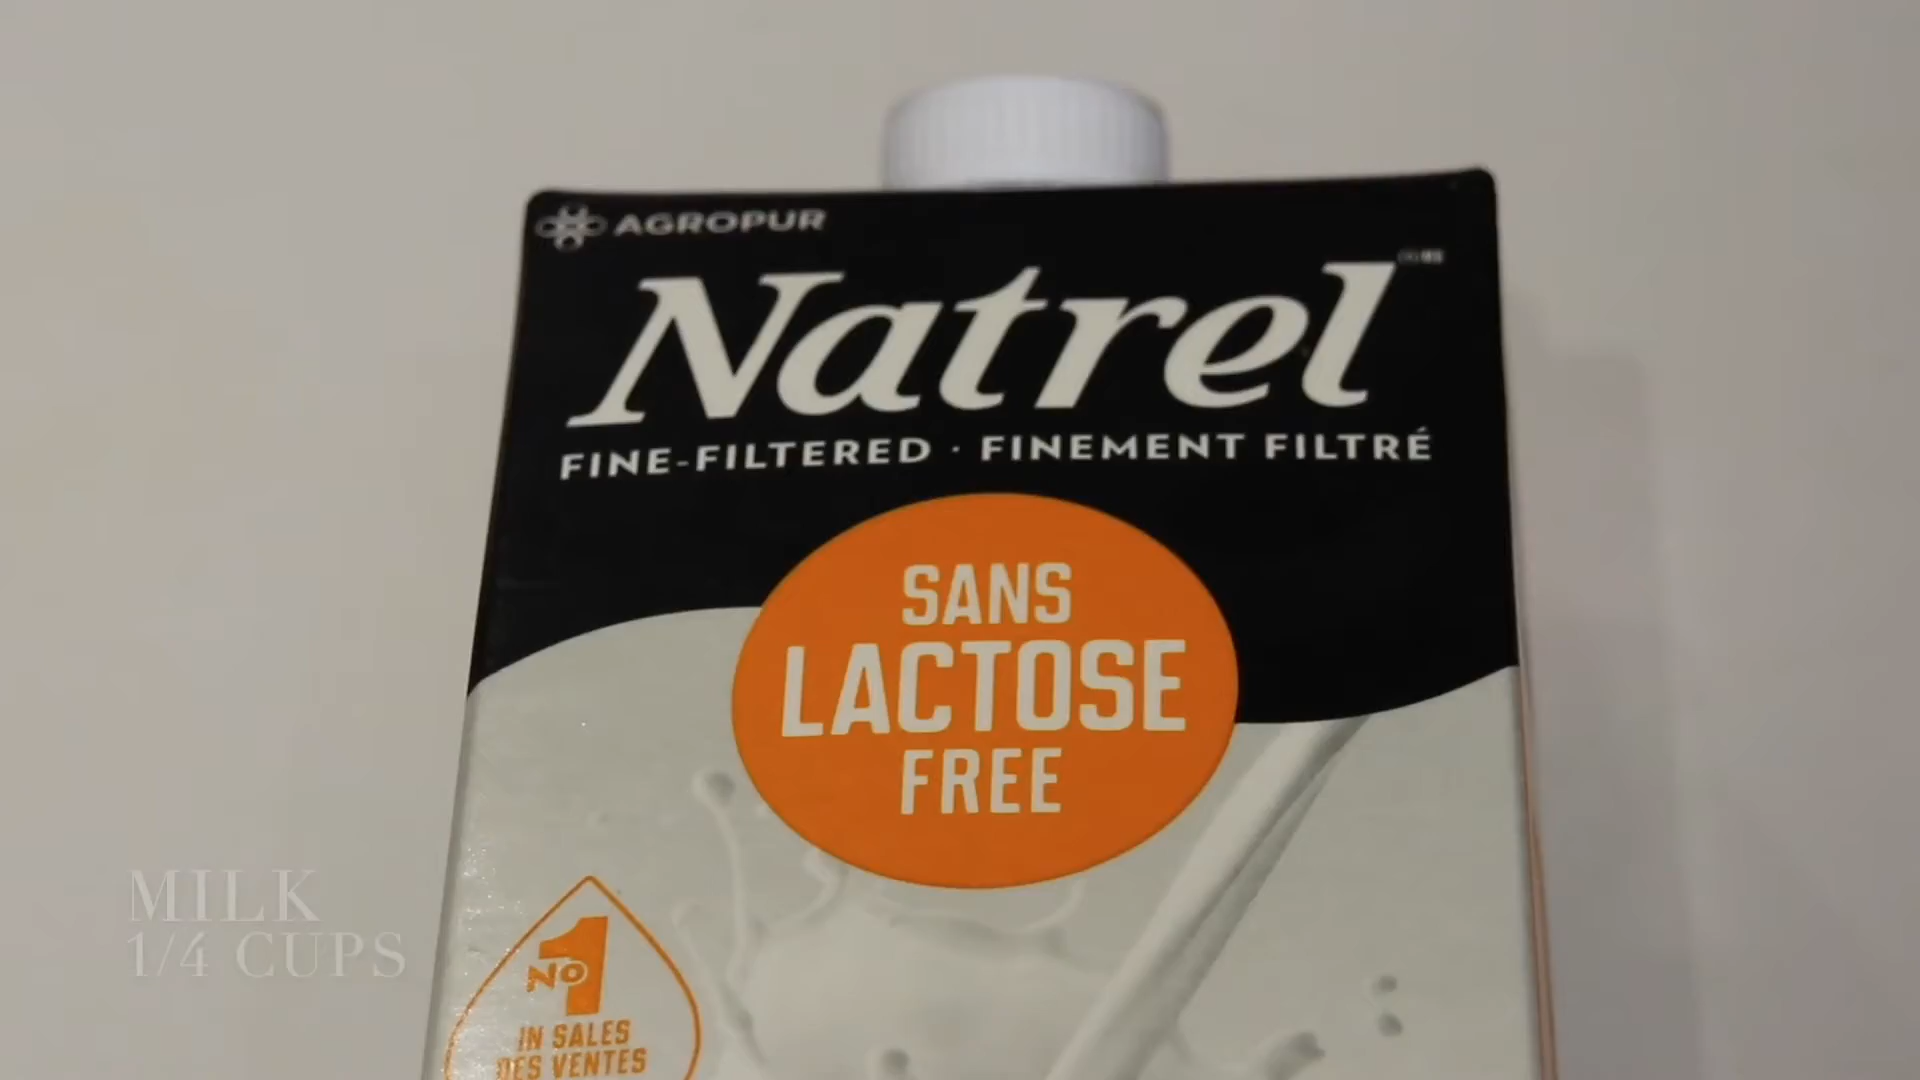 AGROPUR
Natrel
FINE-FILTERED · FINEMENT FILTRÉ
SANS
LACTOSE
FREE
MILK
1/4 CUPS
NO 1
IN SALES
DES VENTES